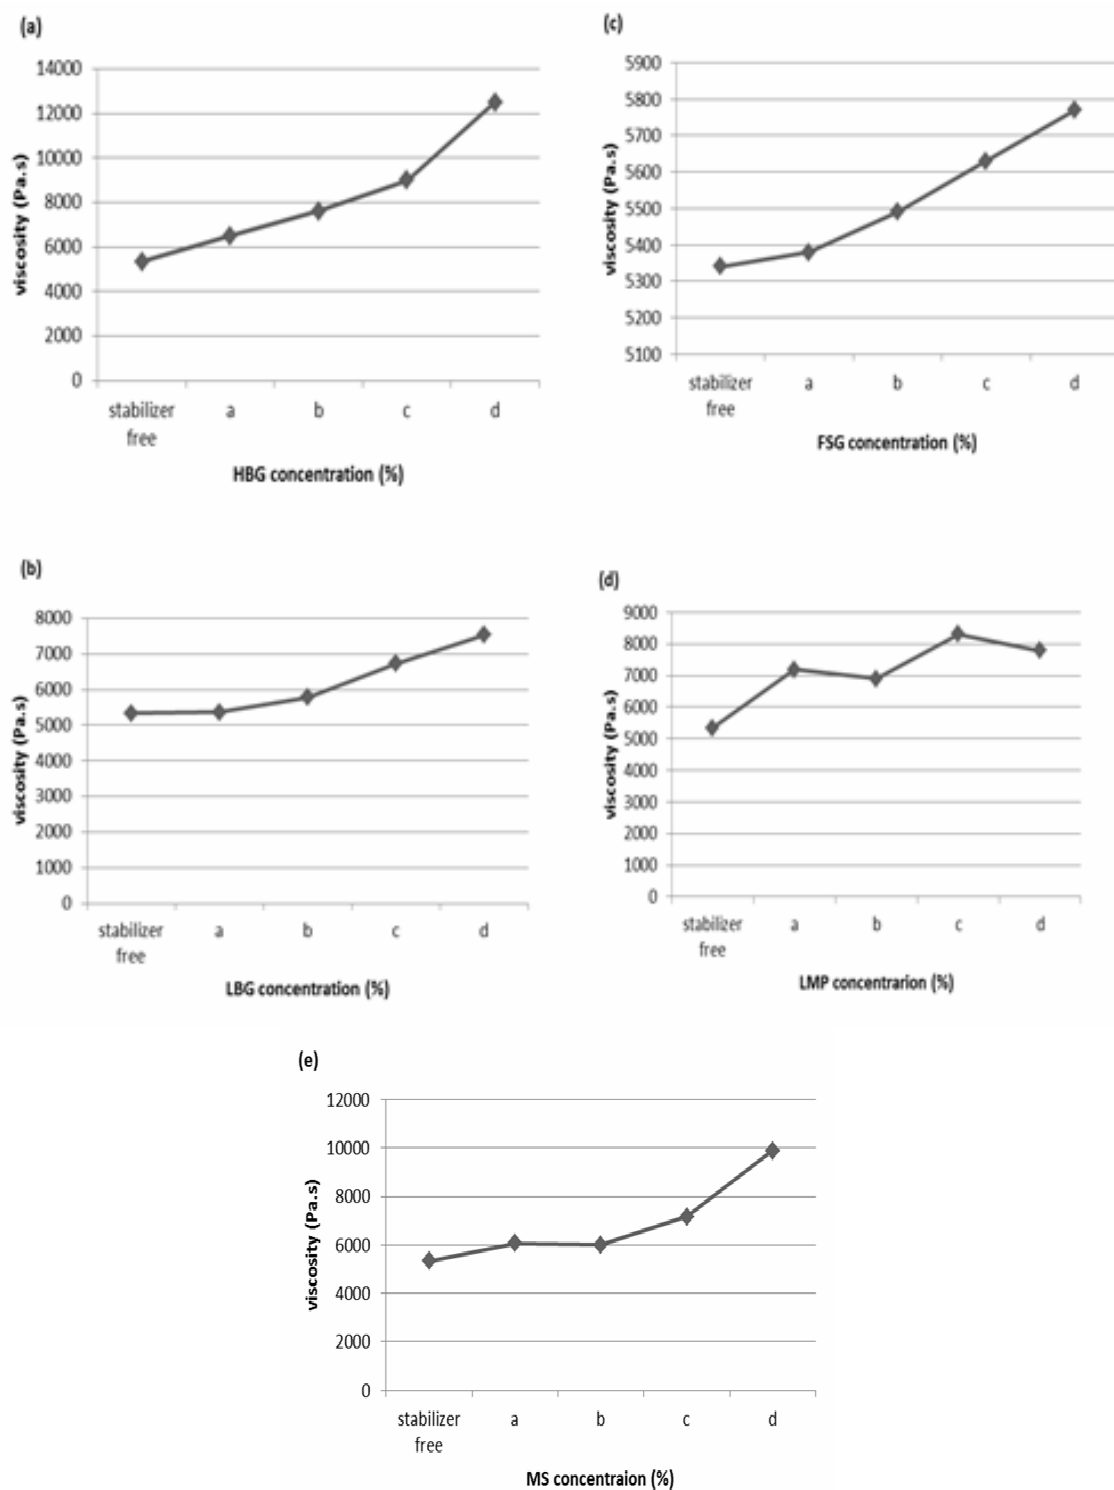 (a)
14000
12000
10000
8000
6000
4000
2000
0
viscosity (Pa.s)
stabilizer free a b c d
HBG concentration (%)
(c)
5900
5800
5700
5600
5500
5400
5300
5200
5100
viscosity (Pa.s)
stabilizer free a b c d
FSG concentration (%)
(b)
8000
7000
6000
5000
4000
3000
2000
1000
0
viscosity (Pa.s)
stabilizer free a b c d
LBG concentration (%)
(d)
9000
8000
7000
6000
5000
4000
3000
2000
1000
0
viscosity (Pa.s)
stabilizer free a b c d
LMP concentrarion (%)
(e)
12000
10000
8000
6000
4000
2000
0
viscosity (Pa.s)
stabilizer free a b c d
MS concentraion (%)